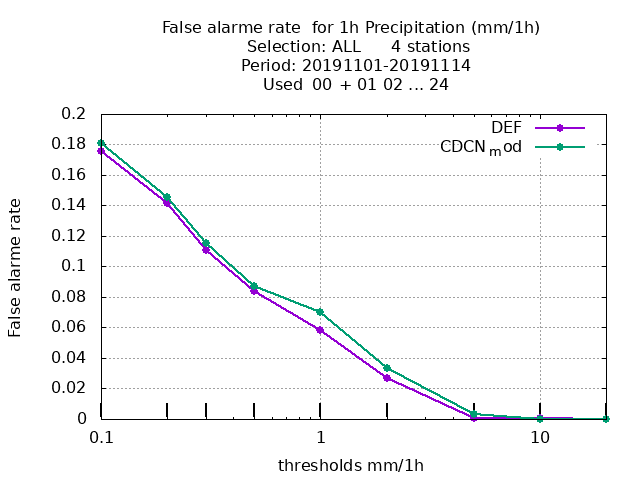 False alarme rate  for 1h Precipitation (mm/1h)
Selection: ALL      4 stations
Period: 20191101-20191114
Used  00  + 01 02 ... 24
DEF
CDCN_mod
0.2
0.18
0.16
0.14
0.12
0.1
0.08
0.06
0.04
0.02
0
False alarme rate
0.1
1
10
thresholds mm/1h